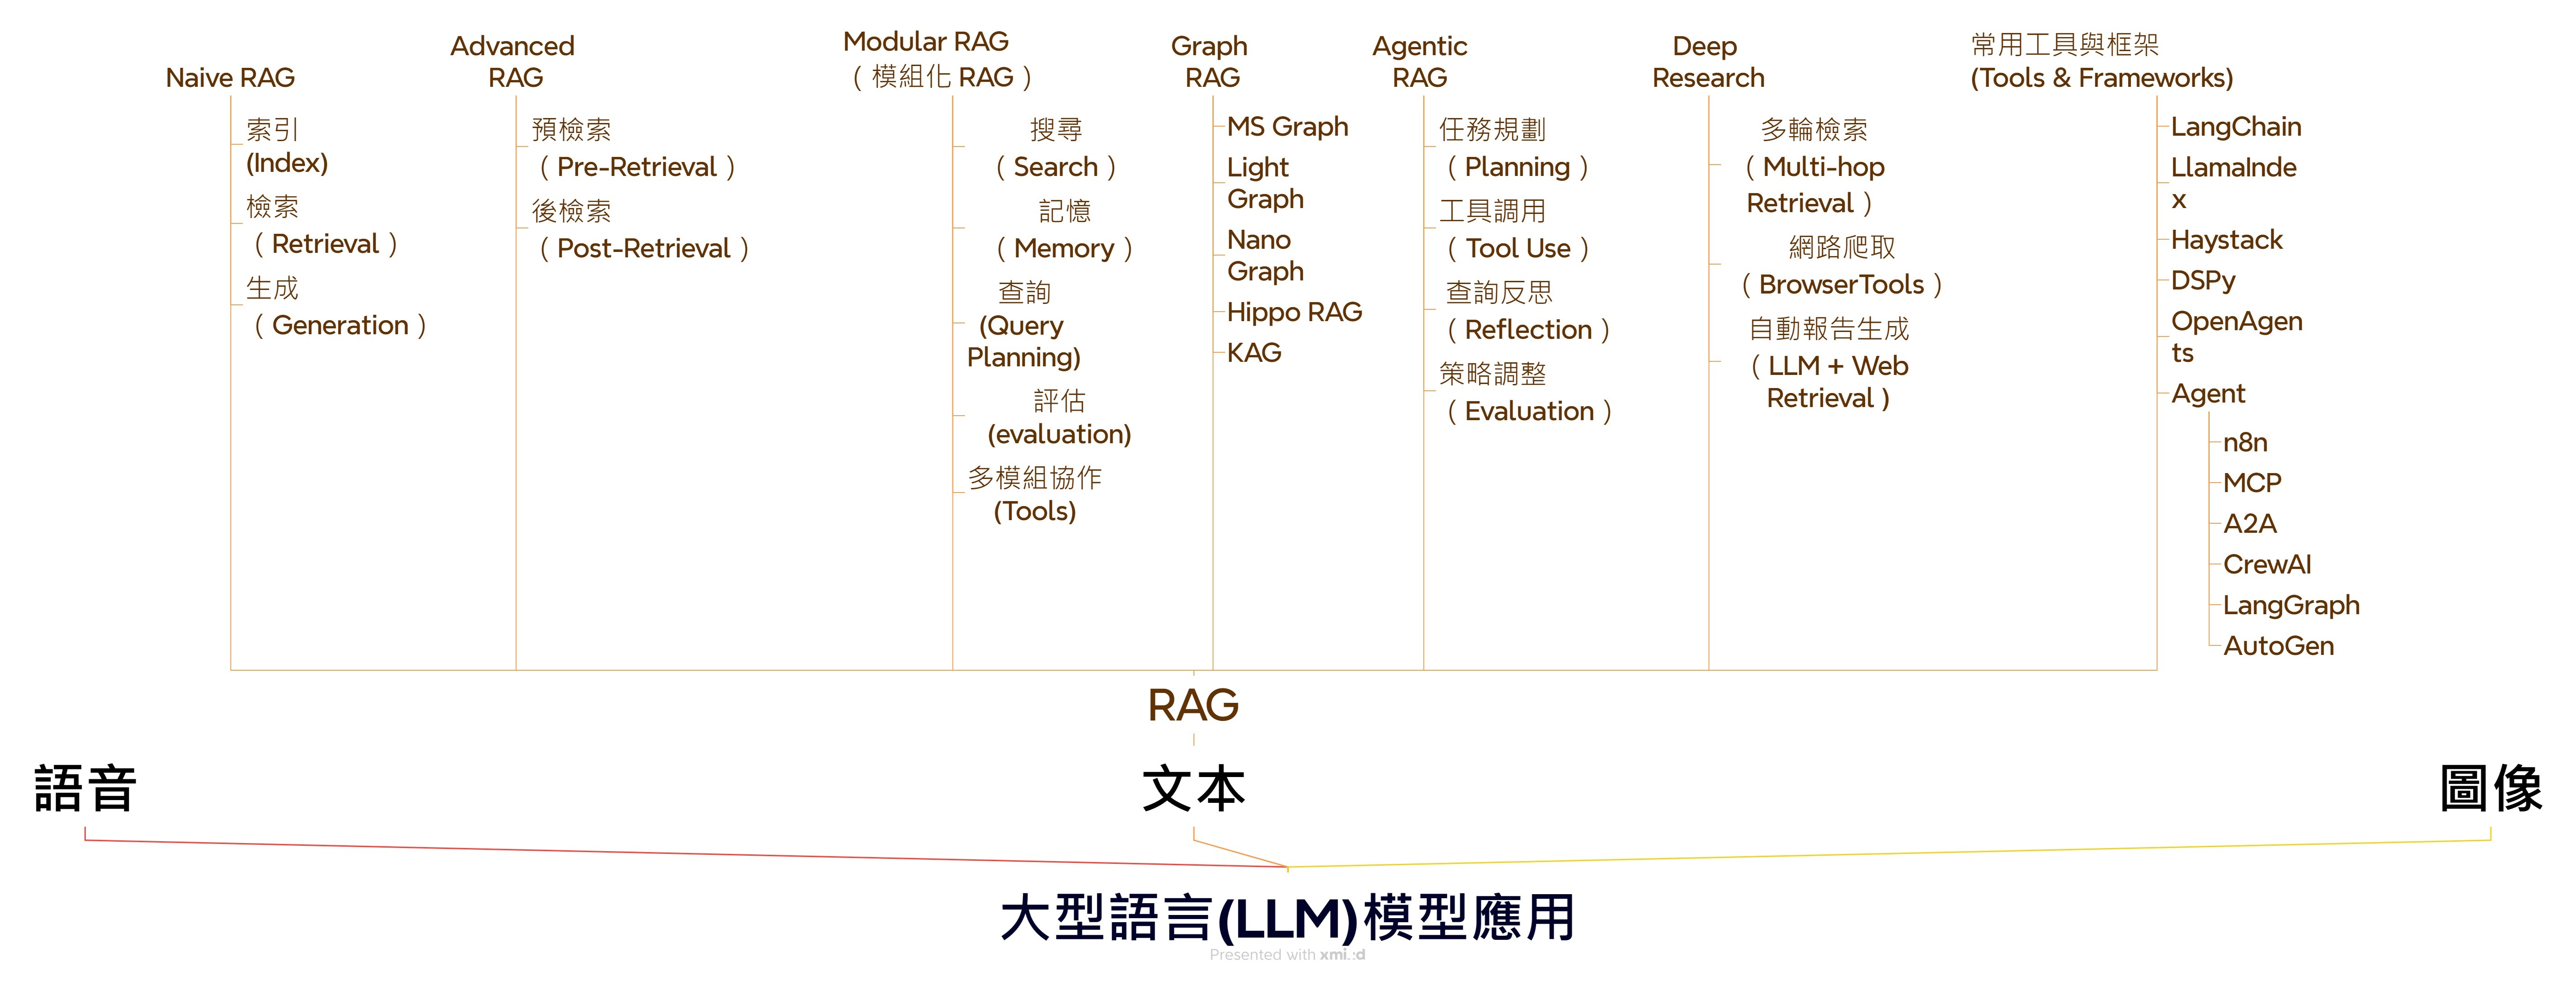 Naive RAG
索引
(Index)
檢索
（Retrieval）
生成
（Generation）
Advanced
RAG
預檢索
（Pre-Retrieval）
後檢索
（Post-Retrieval）
Modular RAG
（模組化 RAG）
搜尋
（Search）
記憶
（Memory）
查詢
(Query
Planning)
評估
(evaluation)
多模組協作
(Tools)
Graph
RAG
MS Graph
Light
Graph
Nano
Graph
Hippo RAG
KAG
Agentic
RAG
任務規劃
（Planning）
工具調用
（Tool Use）
查詢反思
（Reflection）
策略調整
（Evaluation）
Deep
Research
多輪檢索
（Multi-hop
Retrieval）
網路爬取
（BrowserTools）
自動報告生成
（LLM + Web
Retrieval )
常用工具與框架
(Tools & Frameworks)
LangChain
LlamaInde
x
Haystack
DSPy
OpenAgen
ts
Agent
n8n
MCP
A2A
CrewAI
LangGraph
AutoGen
RAG
語音
文本
圖像
大型語言(LLM)模型應用
Presented with xmi.:d